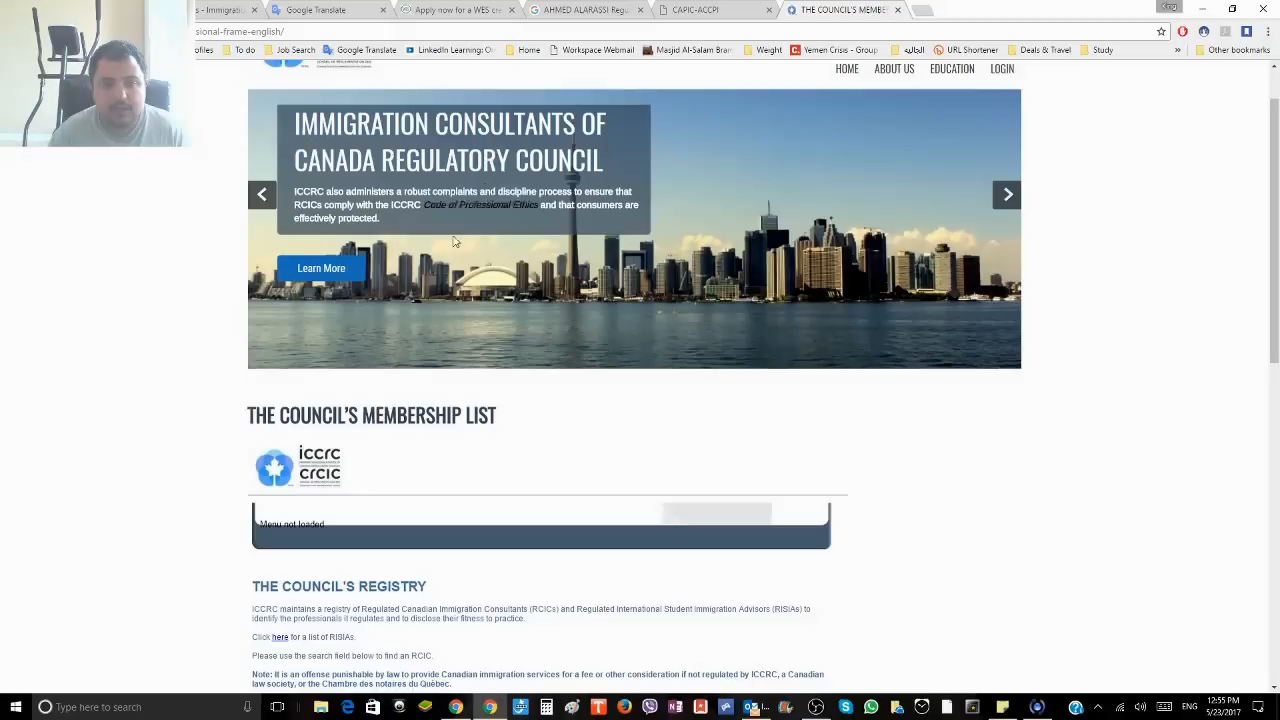 - Immigratio
Google Translate
Apply now for a WES cre
AHMED ALARASSI Regu
CAPIC-ACCPI
THE COUNCIL'S MEMBE
sional-frame-english/
Yemen Immigration
Google Translate
LinkedIn Learning: O
Home
Workspace Webmail
Masjid Al-Salam Bran
Weight
Yemen Crisis - Group
URL Shortener
Travel Deals
Study
Other bookmarks
HOME
ABOUT US
EDUCATION
LOGIN
IMMIGRATION CONSULTANTS OF
CANADA REGULATORY COUNCIL
ICCRC also administers a robust complaints and discipline process to ensure that
RCICs comply with the ICCRC Code of Professional Ethics and that consumers are
effectively protected.
Learn More
THE COUNCIL'S MEMBERSHIP LIST
iccrc
crcic
Menu not loaded
THE COUNCIL'S REGISTRY
ICCRC maintains a registry of Regulated Canadian Immigration Consultants (RCICs) and Regulated International Student Immigration Advisors (RISIAs) to
identify the professionals it regulates and to disclose their fitness to practice.
Click here for a list of RISIAs.
Please use the search field below to find an RCIC.
Note: It is an offense punishable by law to provide Canadian immigration services for a fee or other consideration if not regulated by ICCRC, a Canadian
law society, or the Chambre des notaires du Québec.
Type here to search
ENG
12:55 PM
5/23/2017